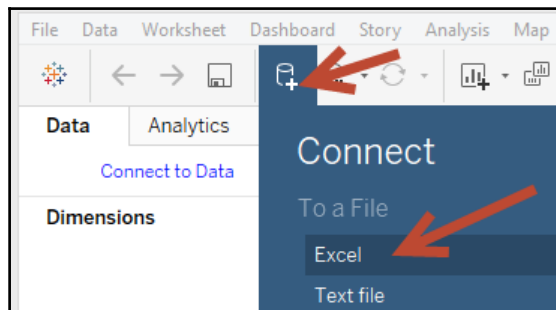 File Data Worksheet Dashboard Story Analysis Map
Data Analytics
Connect to Data
Dimensions
Connect
To a File
Excel
Text file